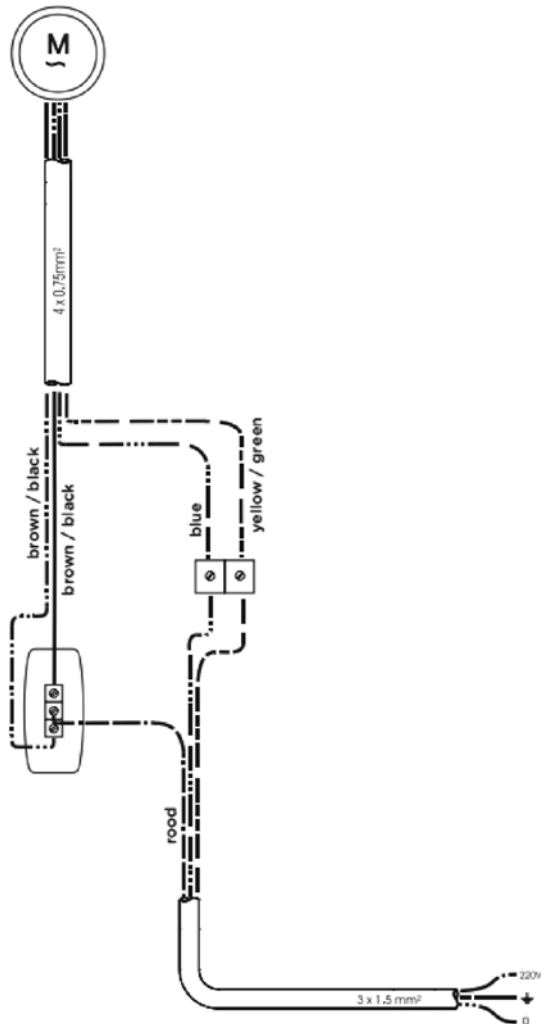 M
4 x 0.75mm²
brown / black
brown / black
blue
yellow / green
rood
3 x 1.5 mm²
220V
0